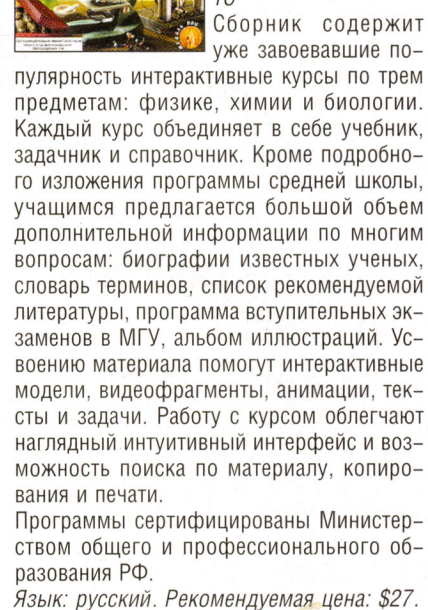 Сборник содержит
уже завоевавшие по-
пулярность интерактивные курсы по трем
предметам: физике, химии и биологии.
Каждый курс объединяет в себе учебник,
задачник и справочник. Кроме подробно-
го изложения программы средней школы,
учащимся предлагается большой объем
дополнительной информации по многим
вопросам: биографии известных ученых,
словарь терминов, список рекомендуемой
литературы, программа вступительных эк-
заменов в МГУ, альбом иллюстраций. Ус-
воению материала помогут интерактивные
модели, видеофрагменты, анимации, тек-
сты и задачи. Работу с курсом облегчают
наглядный интуитивный интерфейс и воз-
можность поиска по материалу, копиро-
вания и печати.
Программы сертифицированы Министер-
ством общего и профессионального об-
разования РФ.
Язык: русский. Рекомендуемая цена: $27.